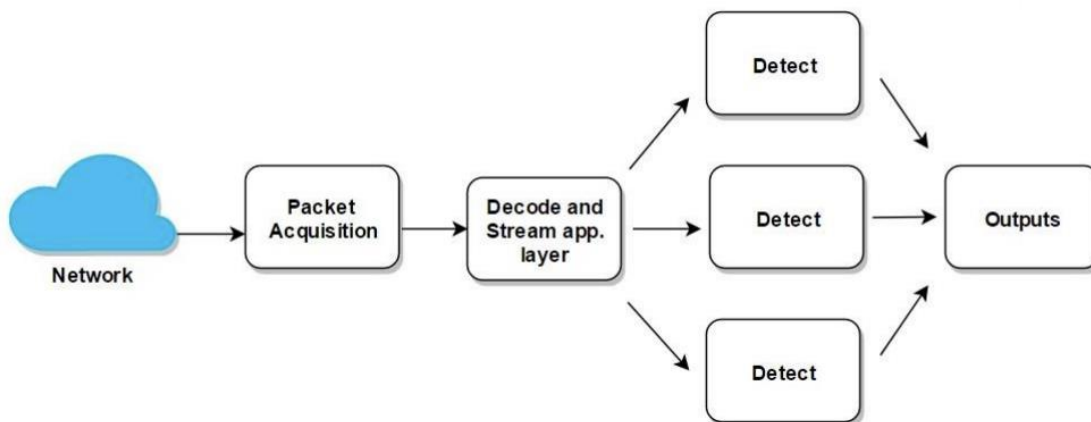 Network
Packet
Acquisition
Decode and
Stream app.
layer
Detect
Detect
Detect
Outputs